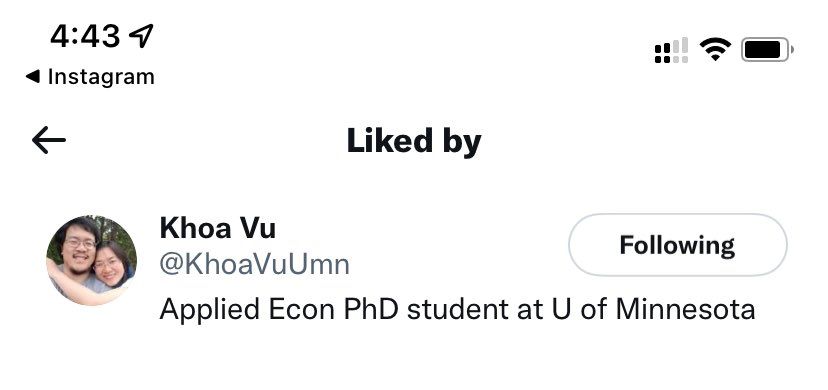 4:43
Instagram
Liked by
Khoa Vu
Following
@KhoaVuUmn
Applied Econ PhD student at U of Minnesota